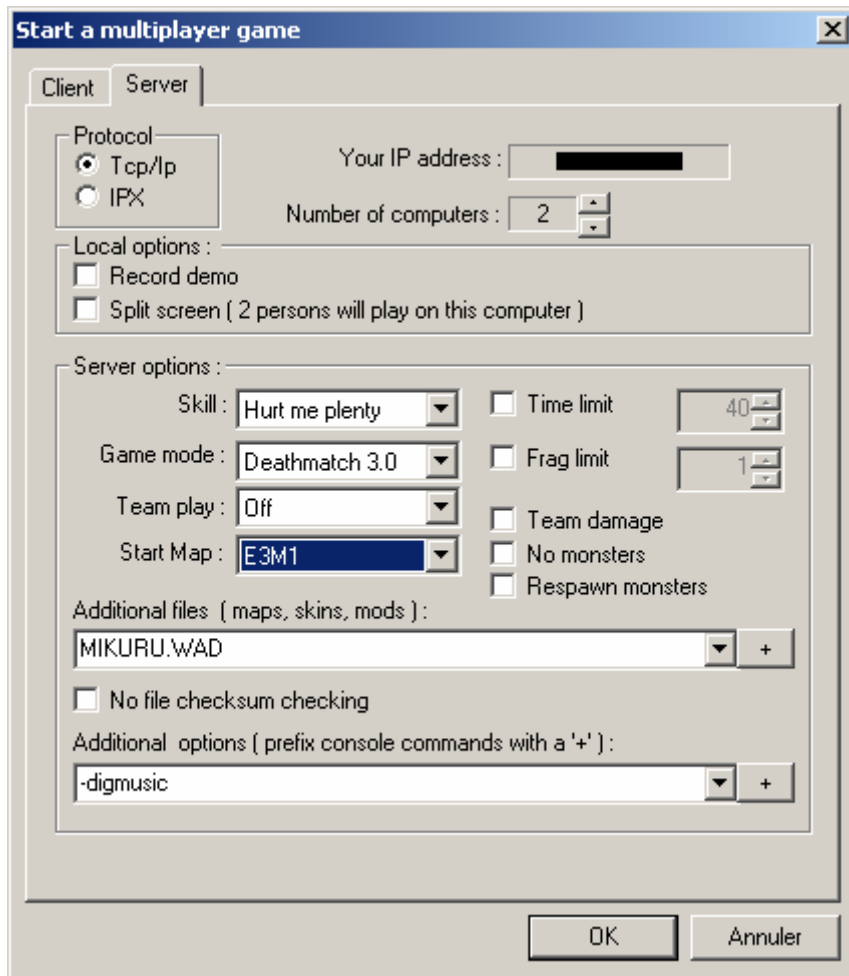 Start a multiplayer game
Client
Server
Protocol
Tcp/Ip
IPX
Your IP address :
Number of computers : 2
Local options :
Record demo
Split screen ( 2 persons will play on this computer )
Server options :
Skill : Hurt me plenty
Time limit 40
Game mode : Deathmatch 3.0
Frag limit 1
Team play : Off
Team damage
Start Map : E3M1
No monsters
Respawn monsters
Additional files ( maps, skins, mods ) :
MIKURU.WAD
+
No file checksum checking
Additional options ( prefix console commands with a '+' ) :
-digmusic
+
OK
Annuler